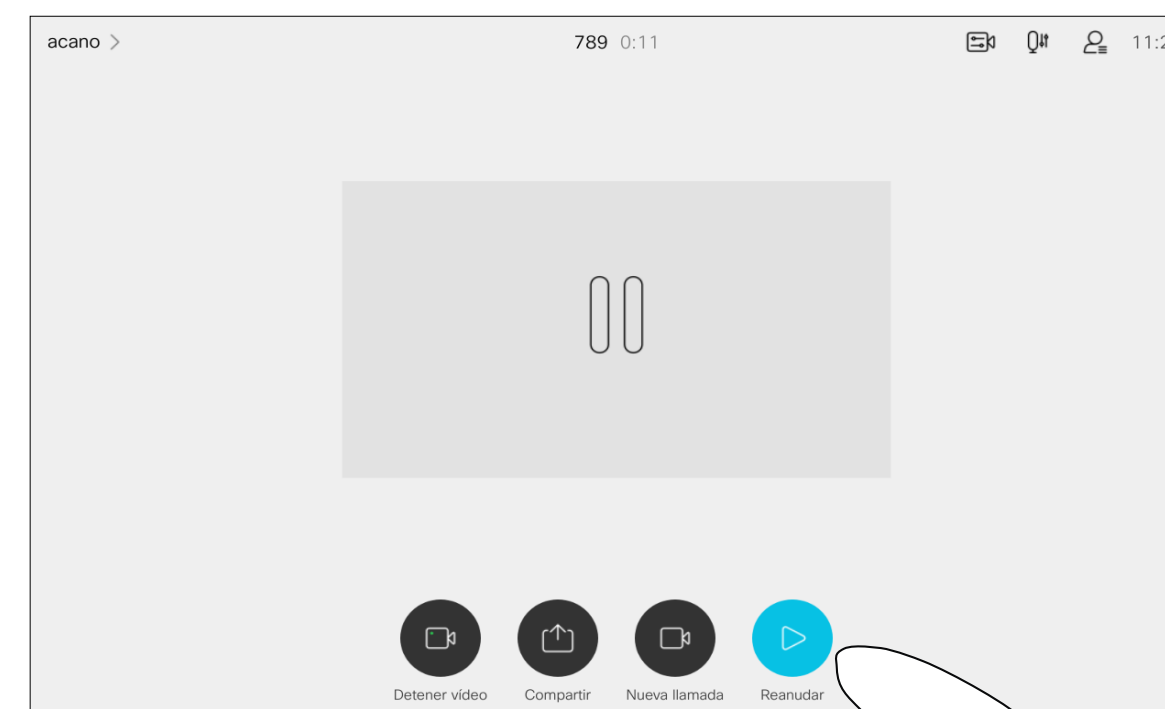 acano
789 0:11
Detener vídeo
Compartir
Nueva llamada
Reanudar